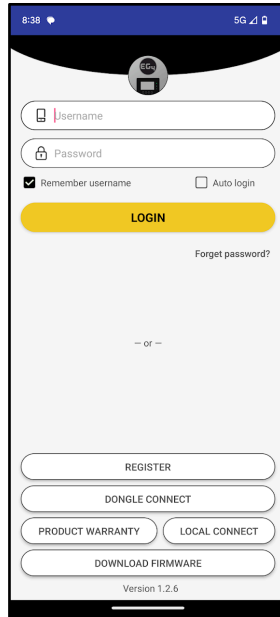 8:38 5G
EG4
Username
Password
Remember username Auto login
LOGIN
Forget password?
— or —
REGISTER
DONGLE CONNECT
PRODUCT WARRANTY LOCAL CONNECT
DOWNLOAD FIRMWARE
Version 1.2.6